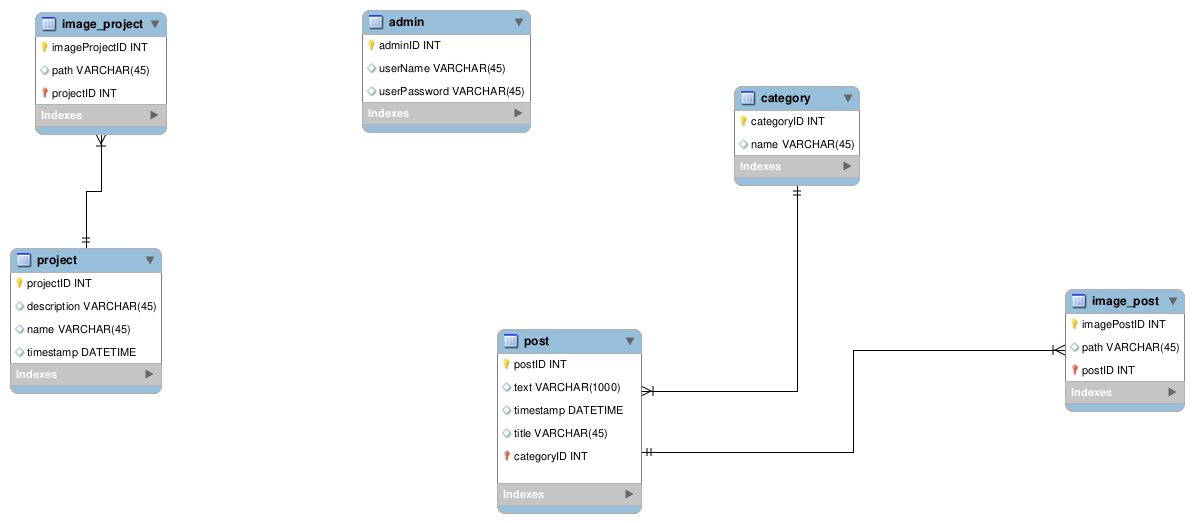 image_project
imageProjectID INT
path VARCHAR(45)
projectID INT
Indexes
admin
adminID INT
userName VARCHAR(45)
userPassword VARCHAR(45)
Indexes
category
categoryID INT
name VARCHAR(45)
Indexes
project
projectID INT
description VARCHAR(45)
name VARCHAR(45)
timestamp DATETIME
Indexes
post
postID INT
text VARCHAR(1000)
timestamp DATETIME
title VARCHAR(45)
categoryID INT
Indexes
image_post
imagePostID INT
path VARCHAR(45)
postID INT
Indexes